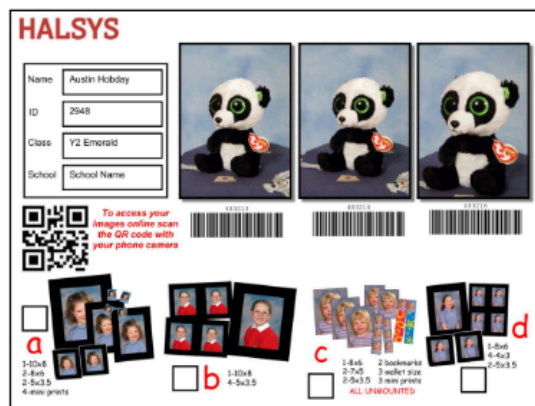 HALSYS
Name Austin Hobday
ID 2948
Class Y2 Emerald
School School Name
To access your
images online scan
the QR code with
your phone camera
483213
483214
483216
a
1-10x8
2-8x6
2-5x3.5
4-mini prints
b
1-10x8
4-5x3.5
c
1-8x6 2 bookmarks
2-7x5 3 wallet size
2-5x3.5 3 mini prints
ALL UNMOUNTED
d
1-8x6
4-4x3
2-5x3.5